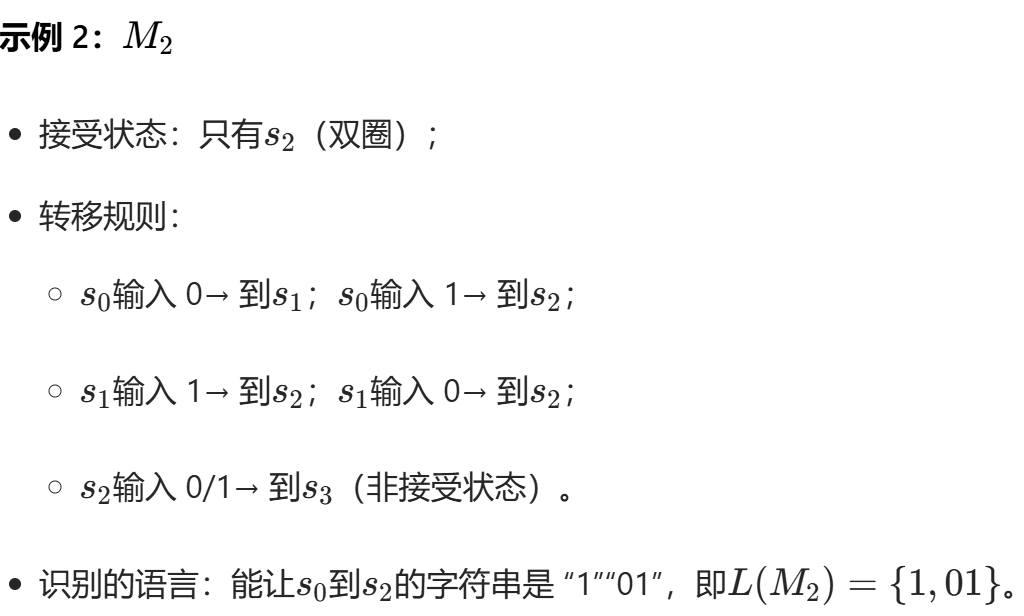 示例 2：M₂
接受状态：只有s₂（双圈）；
转移规则：
s₀输入 0→ 到s₁；s₀输入 1→ 到s₂；
s₁输入 1→ 到s₂；s₁输入 0→ 到s₂；
s₂输入 0/1→ 到s₃（非接受状态）。
识别的语言：能让s₀到s₂的字符串是 “1”“01”，即L(M₂) = {1, 01}。